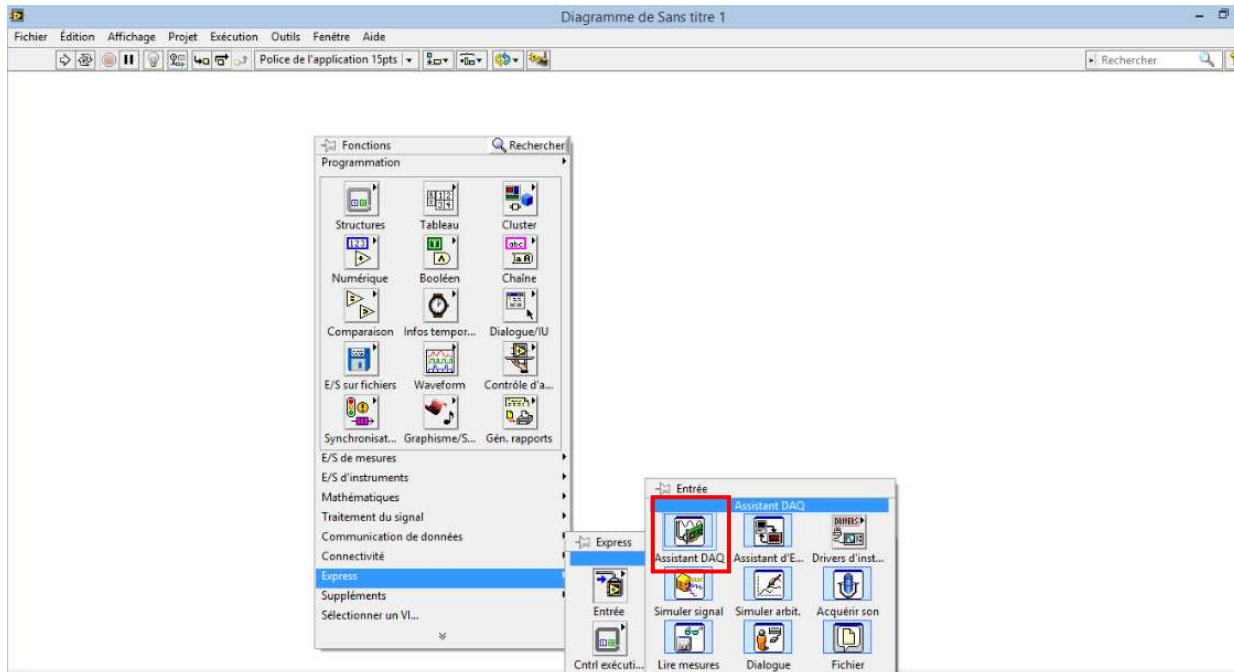 Diagramme de Sans titre 1
Fichier Édition Affichage Projet Exécution Outils Fenêtre Aide
Police de l'application 15pts
Rechercher
Fonctions Rechercher
Programmation
Structures Tableau Cluster
Numérique Booléen Chaîne
Comparaison Infos tempor... Dialogue/IU
E/S sur fichiers Waveform Contrôle d'a...
Synchronisat... Graphisme/S... Gén. rapports
E/S de mesures
E/S d'instruments
Mathématiques
Traitement du signal
Communication de données
Connectivité
Express
Suppléments
Sélectionner un VI...
Express
Entrée
Cntrl exécuti...
Entrée
Assistant DAQ
Assistant DAQ Assistant d'E... Drivers d'inst...
Simuler signal Simuler arbit. Acquérir son
Lire mesures Dialogue Fichier